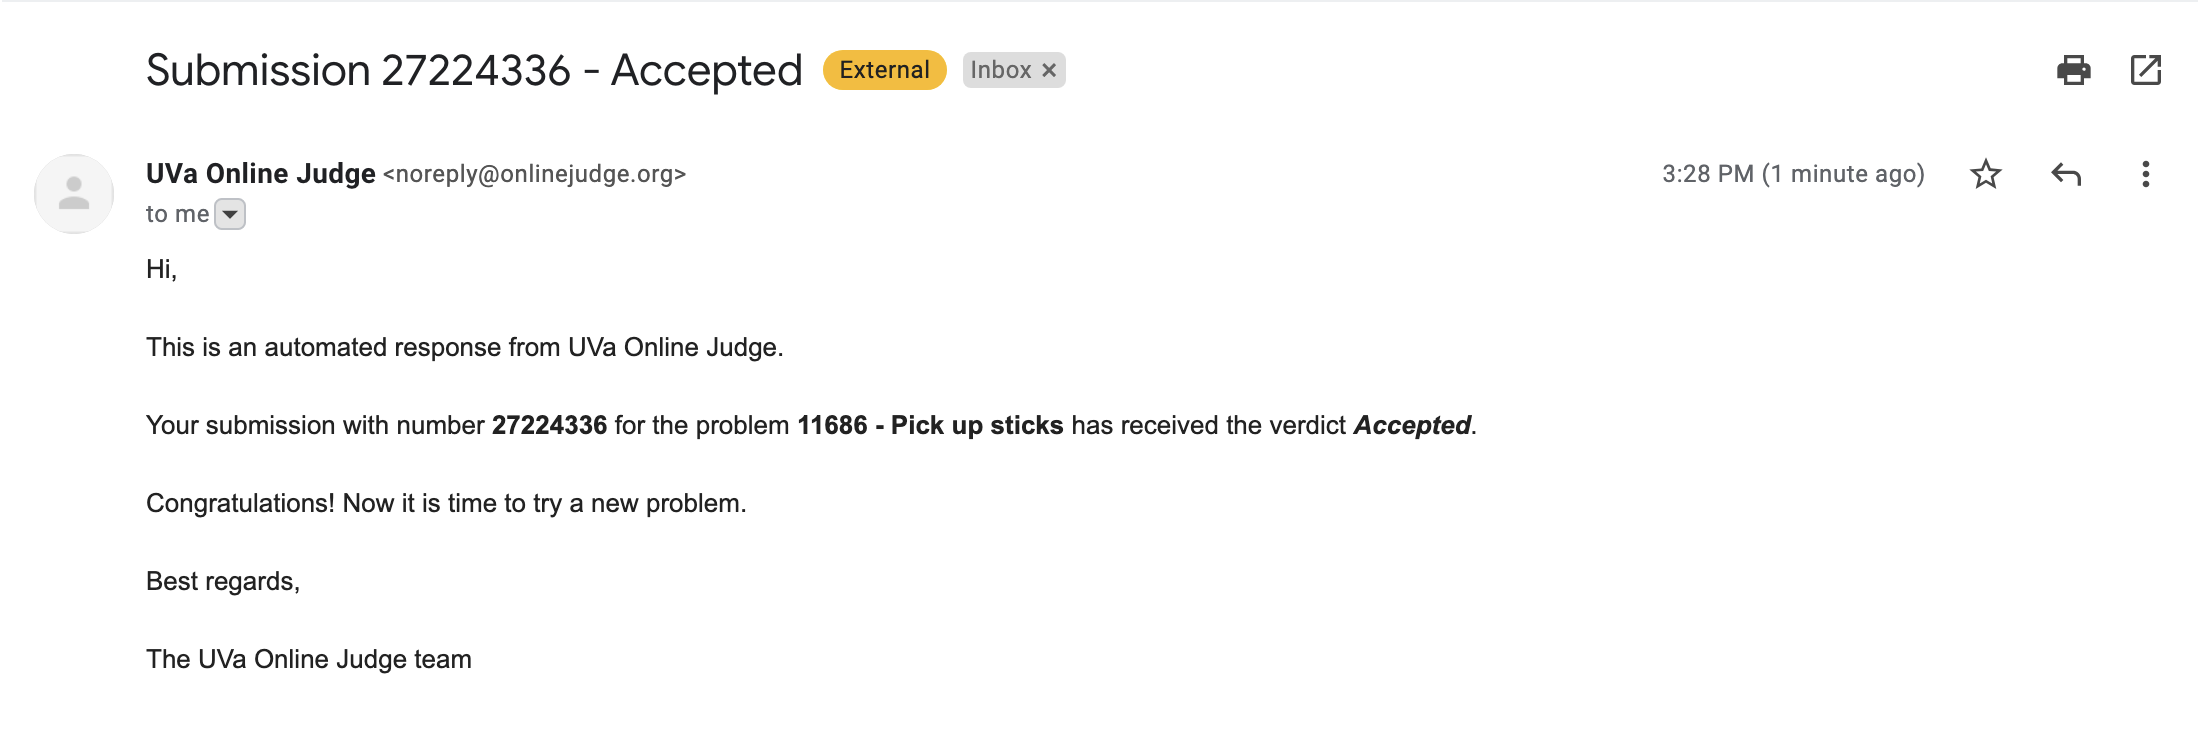 Submission 27224336 - Accepted External Inbox ×
UVa Online Judge <noreply@onlinejudge.org> 3:28 PM (1 minute ago)
to me
Hi,
This is an automated response from UVa Online Judge.
Your submission with number 27224336 for the problem 11686 - Pick up sticks has received the verdict Accepted.
Congratulations! Now it is time to try a new problem.
Best regards,
The UVa Online Judge team